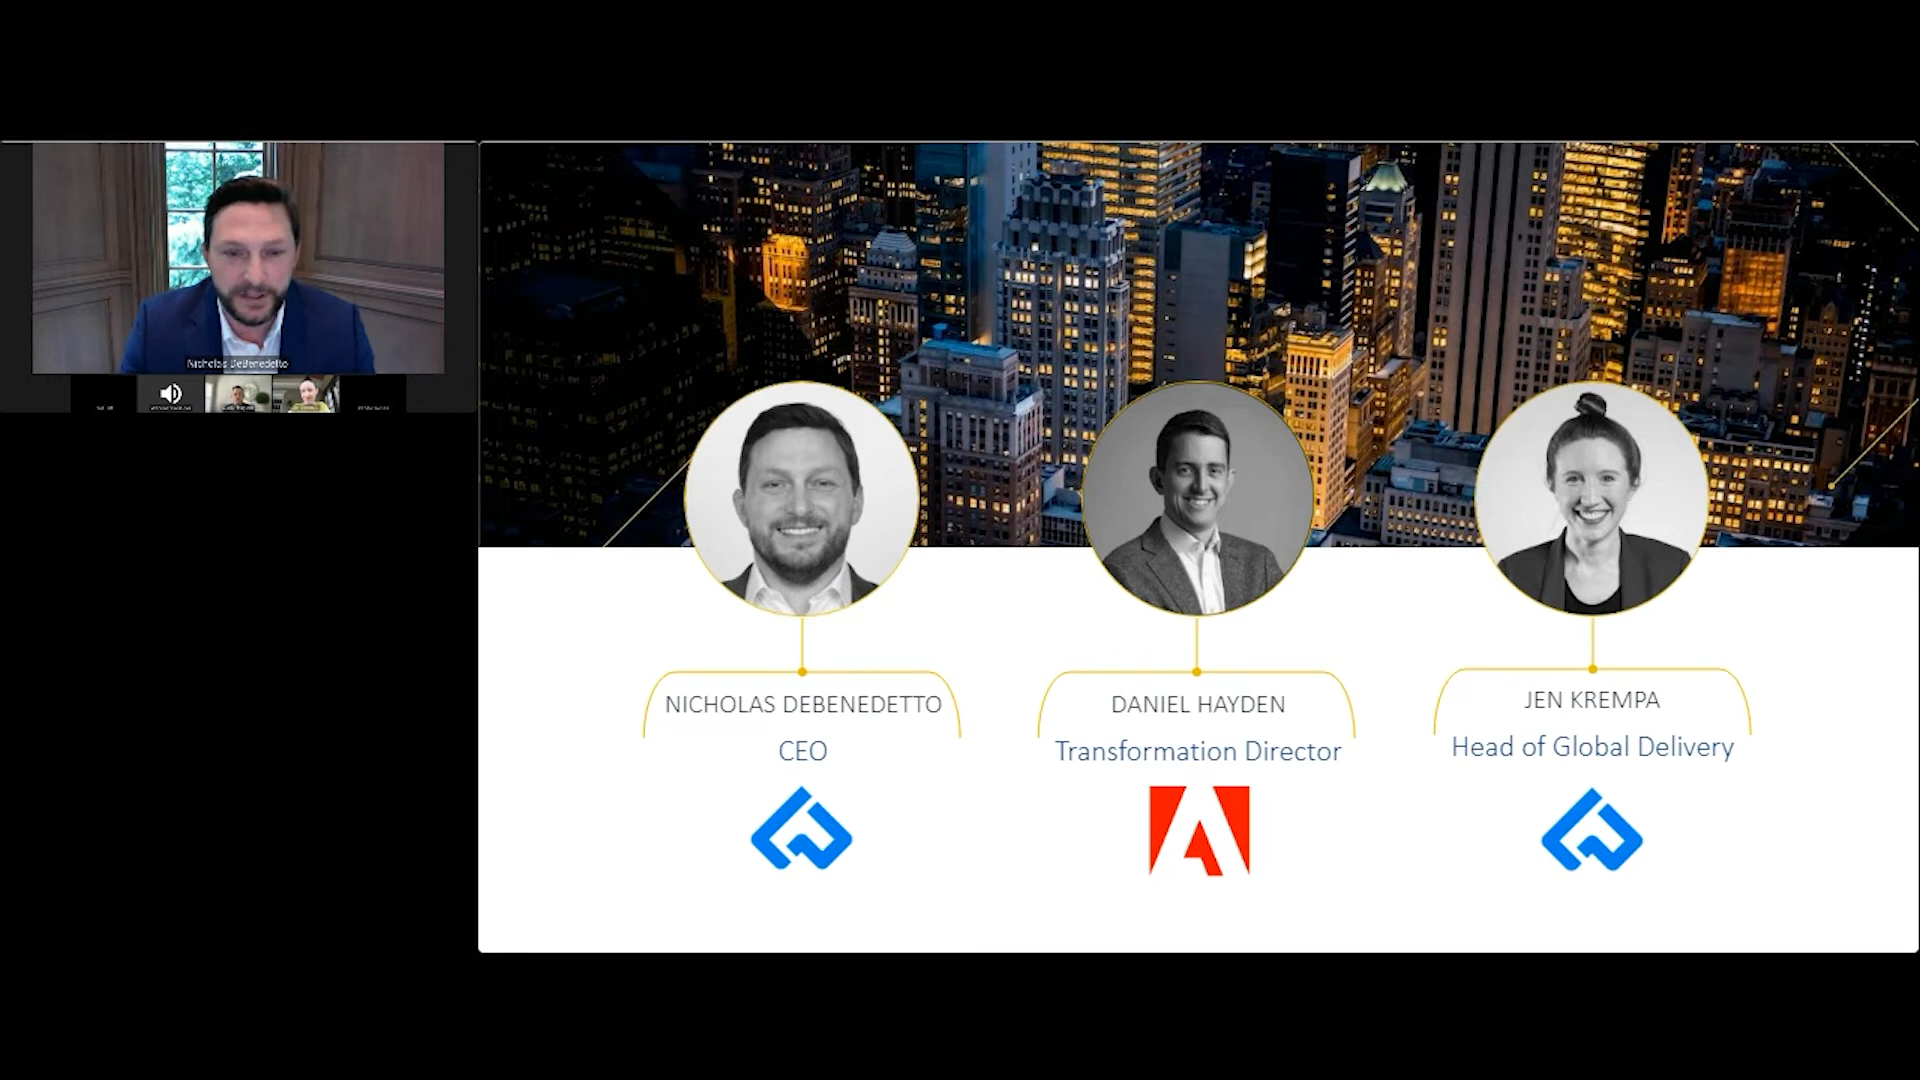 Nicholas DeBenedetto
NICHOLAS DEBENEDETTO
CEO
DANIEL HAYDEN
Transformation Director
JEN KREMPA
Head of Global Delivery